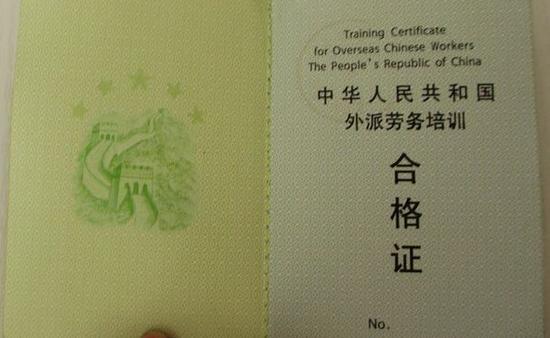 Training Certificate
for Overseas Chinese Workers
The People's Republic of China
中华人民共和国
外派劳务培训
合
格
证
No.